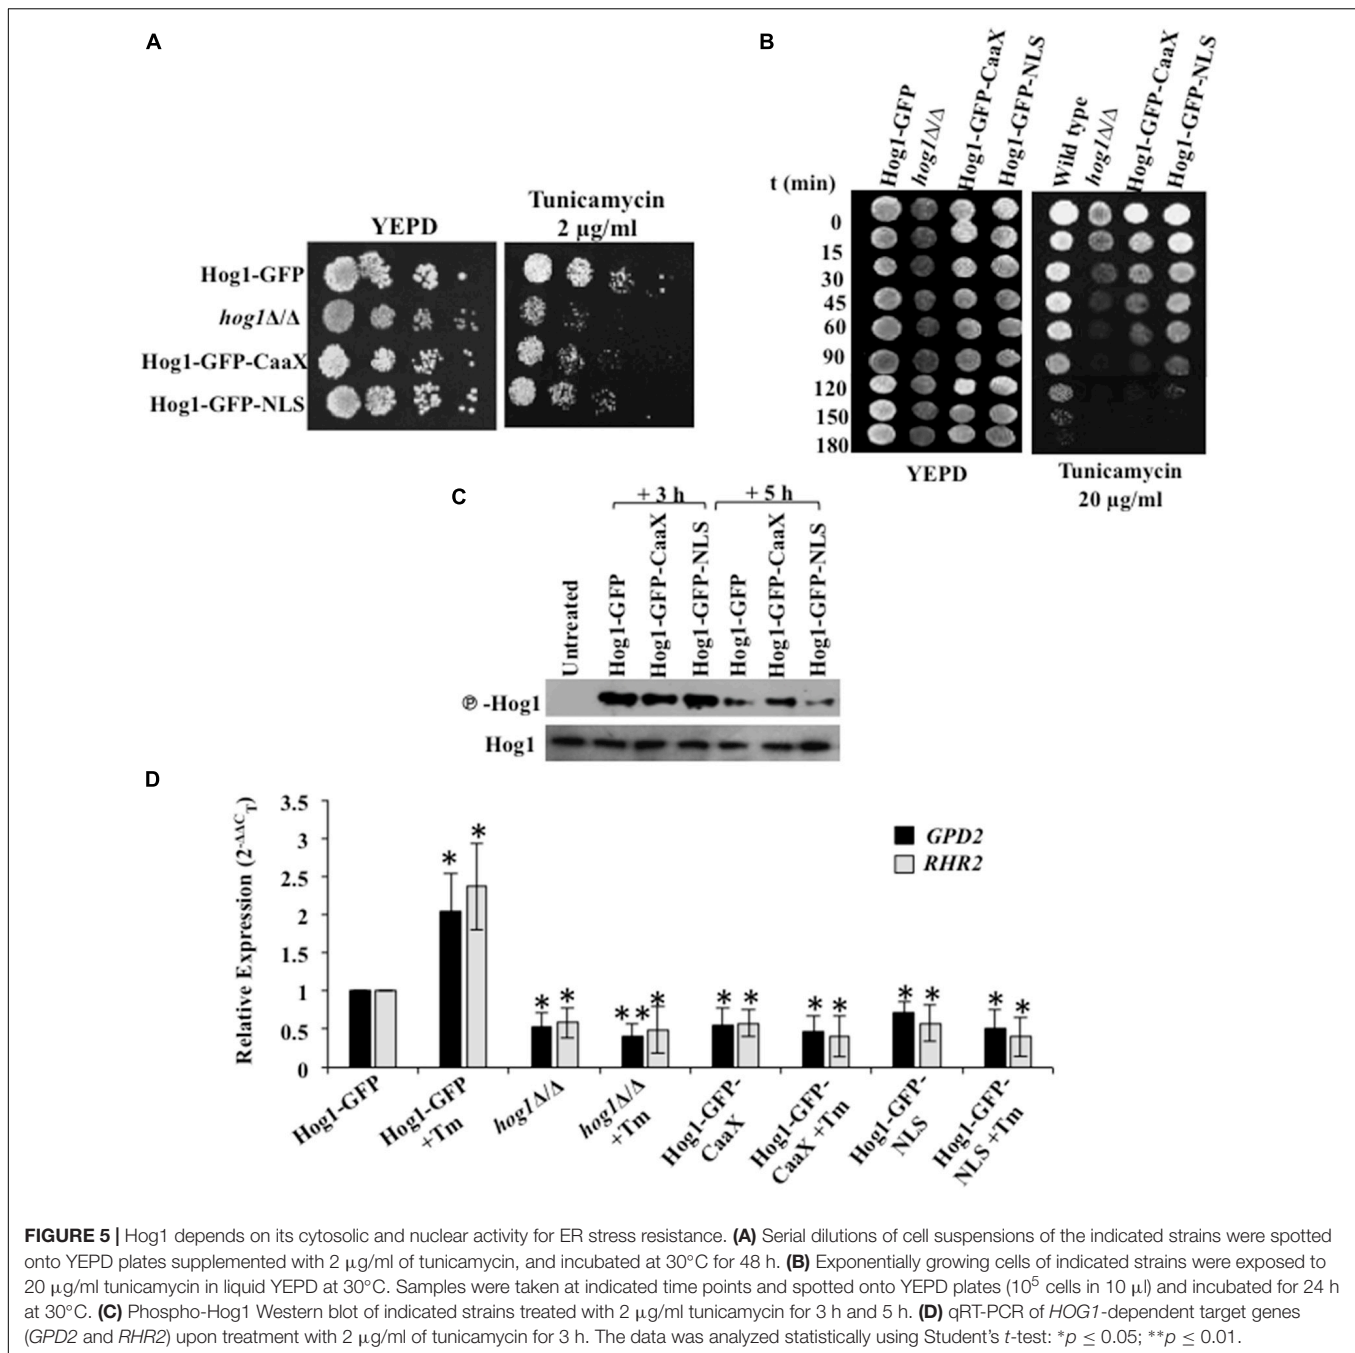 A
YEPD
Tunicamycin
2 µg/ml
Hog1-GFP
hog1Δ/Δ
Hog1-GFP-CaaX
Hog1-GFP-NLS
B
t (min)
Hog1-GFP
hog1Δ/Δ
Hog1-GFP-CaaX
Hog1-GFP-NLS
Wild type
hog1Δ/Δ
Hog1-GFP-CaaX
Hog1-GFP-NLS
0
15
30
45
60
90
120
150
180
YEPD
Tunicamycin
20 µg/ml
C
+ 3 h
+ 5 h
Untreated
Hog1-GFP
Hog1-GFP-CaaX
Hog1-GFP-NLS
Hog1-GFP
Hog1-GFP-CaaX
Hog1-GFP-NLS
℗ -Hog1
Hog1
D
Relative Expression (2-ΔΔCT)
3.5
3
2.5
2
1.5
1
0.5
0
* *
* *
** *
* *
* *
* *
* *
GPD2
RHR2
Hog1-GFP
Hog1-GFP
+Tm
hog1Δ/Δ
hog1Δ/Δ
+Tm
Hog1-GFP-
CaaX
Hog1-GFP-
CaaX +Tm
Hog1-GFP-
NLS
Hog1-GFP-
NLS +Tm
FIGURE 5 | Hog1 depends on its cytosolic and nuclear activity for ER stress resistance. (A) Serial dilutions of cell suspensions of the indicated strains were spotted
onto YEPD plates supplemented with 2 µg/ml of tunicamycin, and incubated at 30°C for 48 h. (B) Exponentially growing cells of indicated strains were exposed to
20 µg/ml tunicamycin in liquid YEPD at 30°C. Samples were taken at indicated time points and spotted onto YEPD plates (10⁵ cells in 10 µl) and incubated for 24 h
at 30°C. (C) Phospho-Hog1 Western blot of indicated strains treated with 2 µg/ml tunicamycin for 3 h and 5 h. (D) qRT-PCR of HOG1-dependent target genes
(GPD2 and RHR2) upon treatment with 2 µg/ml of tunicamycin for 3 h. The data was analyzed statistically using Student's t-test: *p ≤ 0.05; **p ≤ 0.01.